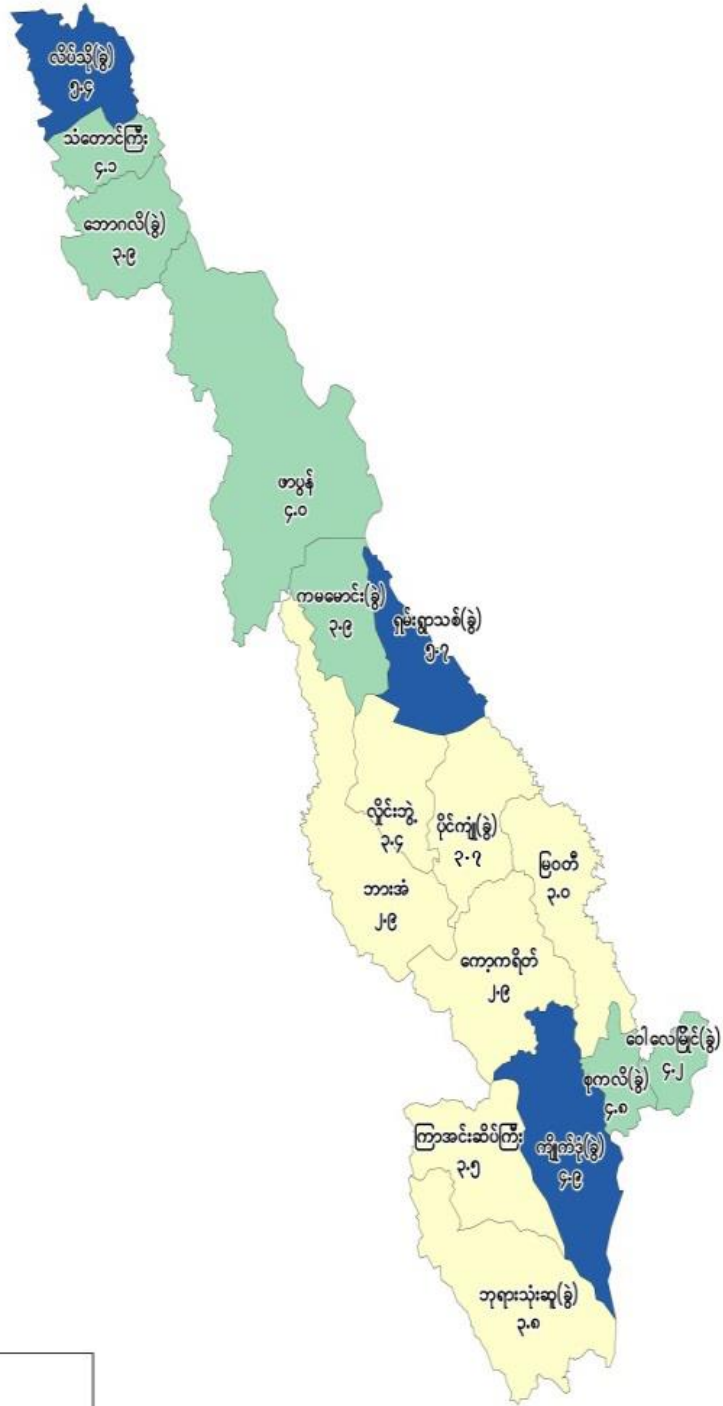 လိပ်သို(ခွဲ)
၅.၄
သံတောင်ကြီး
၄.၁
ဘောဂလိ(ခွဲ)
၃.၉
ဖာပွန်
၄.၀
ကမမောင်း(ခွဲ)
၃.၉
ရှမ်းရွာသစ်(ခွဲ)
၅.၇
လှိုင်းဘွဲ့
၃.၄
ပိုင်ကျုံ(ခွဲ)
၃.၇
မြဝတီ
၃.၀
ဘားအံ
၂.၉
ကော့ကရိတ်
၂.၉
ဝေါလေမြိုင်(ခွဲ)
၄.၂
စုကလိ(ခွဲ)
၄.၈
ကြာအင်းဆိပ်ကြီး
၃.၅
ကျိုက်ဒုံ(ခွဲ)
၄.၉
ဘုရားသုံးဆူ(ခွဲ)
၃.၈